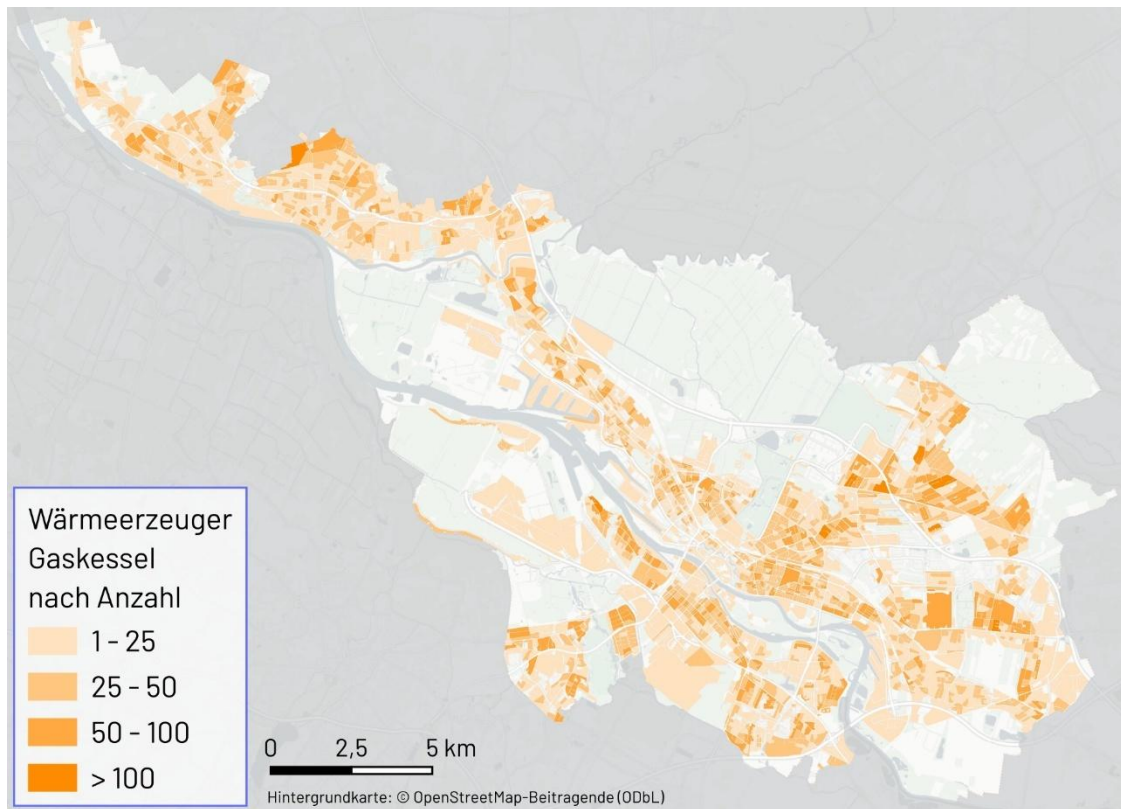 Wärmeerzeuger
Gaskessel
nach Anzahl
1 - 25
25 - 50
50 - 100
> 100
0 2,5 5 km
Hintergrundkarte: © OpenStreetMap-Beitragende (ODbL)